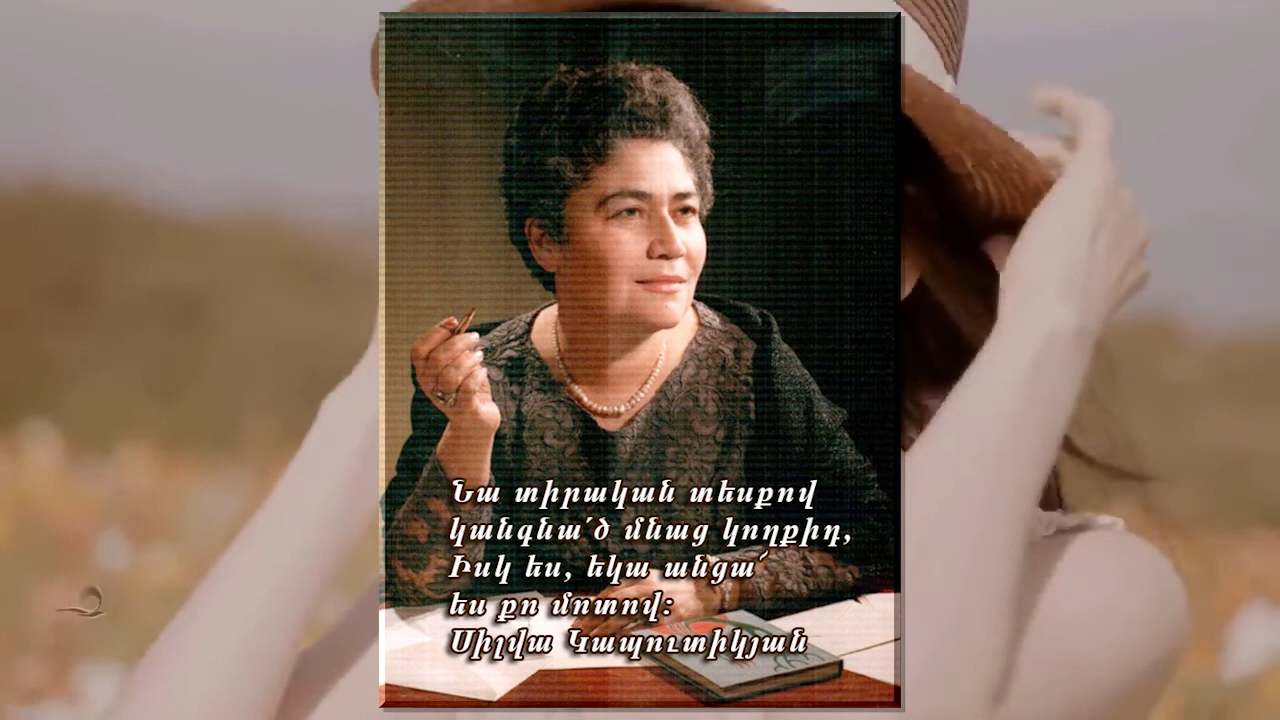 Նա տիրական տեսքով
կանգնա՜ծ մնաց կողքիդ,
Իսկ ես, եկա անցա՜
ես քո մոտով:
Սիլվա Կապուտիկյան